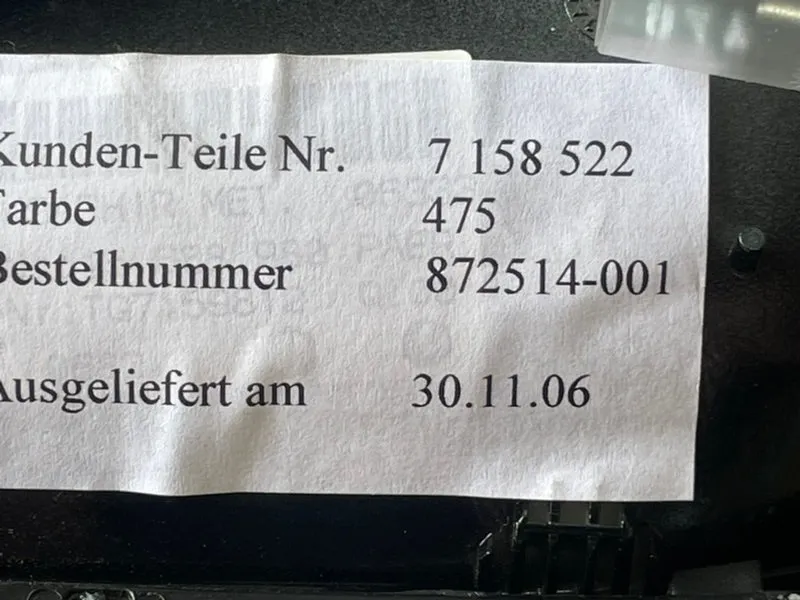 Kunden-Teile Nr. 7 158 522
Farbe 475
Bestellnummer 872514-001
Ausgeliefert am 30.11.06